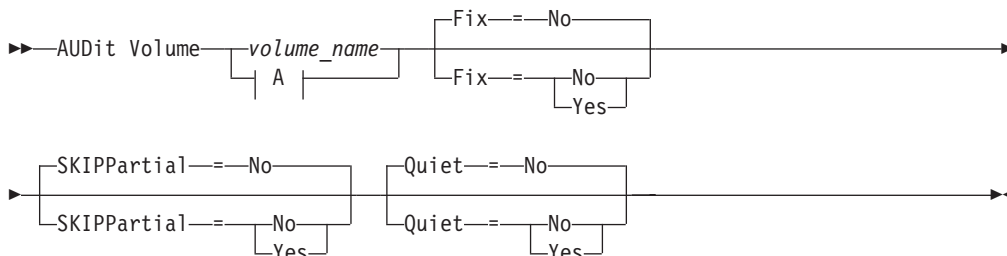 Fix = No
AUDit Volume volume_name
A Fix = No
Yes
SKIPPartial = No Quiet = No
SKIPPartial = No Quiet = No
Yes Yes